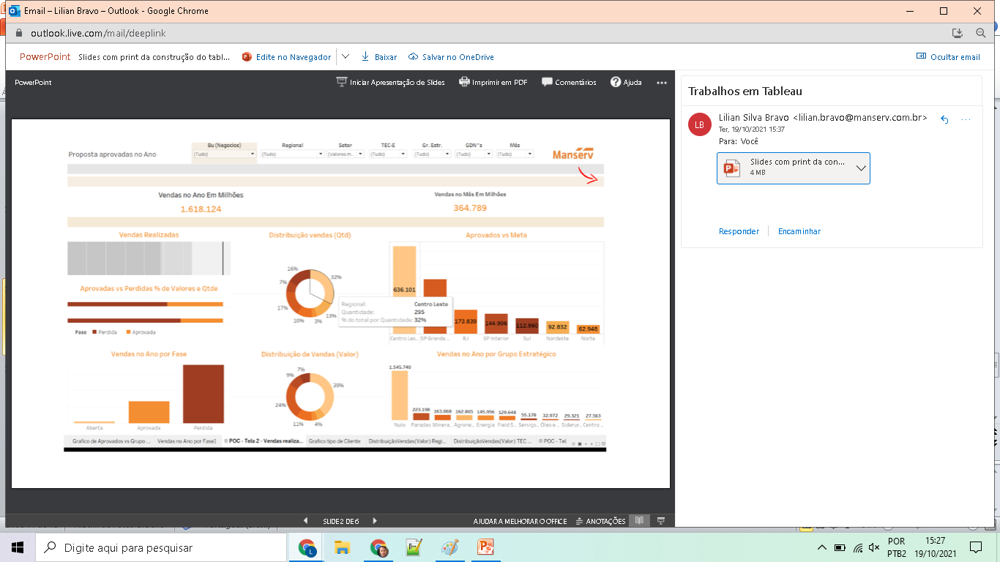 Email – Lilian Bravo – Outlook - Google Chrome
outlook.live.com/mail/deeplink
PowerPoint Slides com print da construção do tabl... Edite no Navegador Baixar Salvar no OneDrive Ocultar email
PowerPoint Iniciar Apresentação de Slides Imprimir em PDF Comentários Ajuda ...
Trabalhos em Tableau
LB
Lilian Silva Bravo <lilian.bravo@manserv.com.br>
Ter, 19/10/2021 15:37
Para: Você
Slides com print da con...
4 MB
Responder Encaminhar
Proposta aprovadas no Ano
Bu (Negocios) Regional Setor TEC-E Gr. Estr. GDN"s Mês
(Tudo) (Tudo) (Valores m... (Tudo) (Tudo) (Tudo) (Tudo)
Manserv
Vendas no Ano Em Milhões Vendas no Mês Em Milhões
1.618.124 364.789
Vendas Realizadas Distribuição vendas (Qtd) Aprovados vs Meta
Aprovadas vs Perdidas % de Valores e Qtde
Fase Perdida Aprovada
16% 32%
7%
17% 13%
10% 3%
Regional: Centro Leste
Quantidade: 295
% do total por Quantidade: 32%
636.101 173.839 144.996 112.860 92.832 62.948
Centro Les... SP Grande... RJ SP Interior Sul Nordeste Norte
Vendas no Ano por Fase Distribuição de Vendas (Valor) Vendas no Ano por Grupo Estratégico
Aberta Aprovada Perdida
7%
9% 39%
24%
11% 4%
1.545.740 223.198 163.868 162.865 145.956 129.648 55.178 32.972 29.321 27.563
Nulo Paradas Minera... Agrone... Energia Field S... Serviço... Óleo e... Siderur... Centro...
Grafico de Aprovados vs Grupo ... Vendas no Ano por Fase1 POC - Tela 2 - Vendas realiza... Grafico tipo de Cliente DistribuiçãoVendas(Valor) Regi... DistribuiçãoVendas(Valor) TEC ... POC - Tel
SLIDE 2 DE 6 AJUDAR A MELHORAR O OFFICE ANOTAÇÕES
Digite aqui para pesquisar
L
POR 15:27
PTB2 19/10/2021